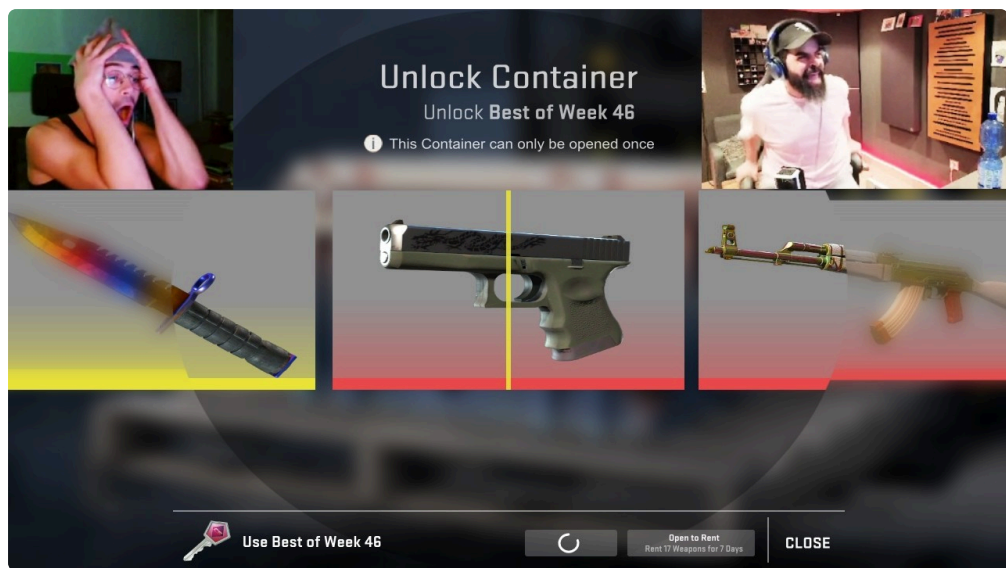 Unlock Container
Unlock Best of Week 46
i This Container can only be opened once
Use Best of Week 46
Open to Rent
Rent 17 Weapons for 7 Days
CLOSE